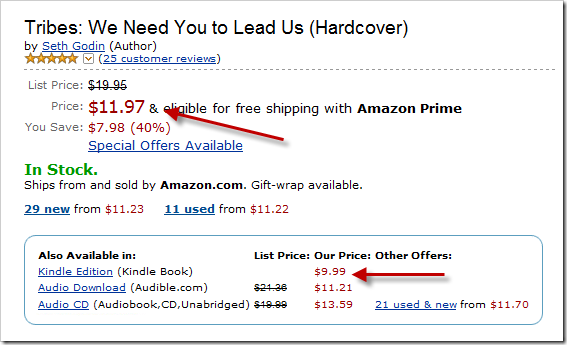 Tribes: We Need You to Lead Us (Hardcover)
by Seth Godin (Author)
(25 customer reviews)
List Price: $19.95
Price: $11.97 & eligible for free shipping with Amazon Prime
You Save: $7.98 (40%)
Special Offers Available
In Stock.
Ships from and sold by Amazon.com. Gift-wrap available.
29 new from $11.23 11 used from $11.22
Also Available in: List Price: Our Price: Other Offers:
Kindle Edition (Kindle Book) $9.99
Audio Download (Audible.com) $21.36 $11.21
Audio CD (Audiobook,CD,Unabridged) $19.99 $13.59 21 used & new from $11.70